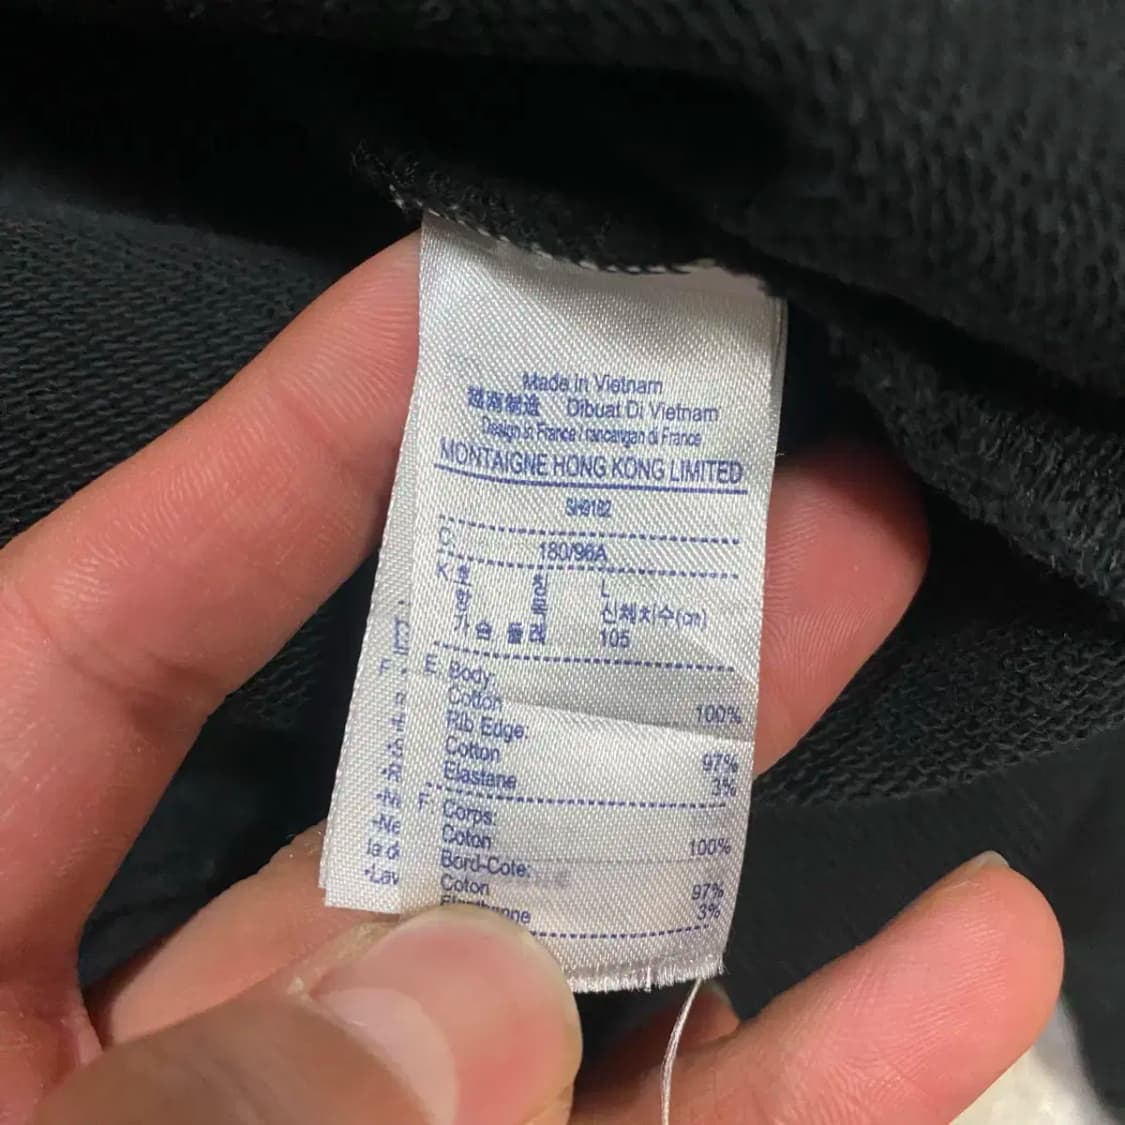 Made in Vietnam
越南制造 Dibuat Di Vietnam
Design in France / rancangan di France
MONTAIGNE HONG KONG LIMITED
SH9182
C 180/96A
K L
신체치수(cm)
가슴 둘레 105
E. Body:
Cotton 100%
Rib Edge:
Cotton 97%
Elastane 3%
F. Corps:
Coton 100%
Bord-Cote:
Coton 97%
3%